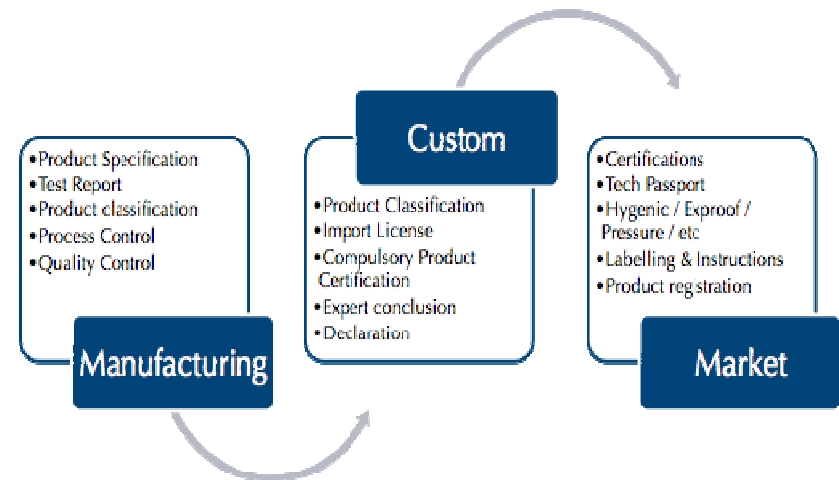 •Product Specification
•Test Report
•Product classification
•Process Control
•Quality Control
Manufacturing
Custom
•Product Classification
•Import License
•Compulsory Product
Certification
•Expert conclusion
•Declaration
•Certifications
•Tech Passport
•Hygenic / Exproof /
Pressure / etc
•Labelling & Instructions
•Product registration
Market